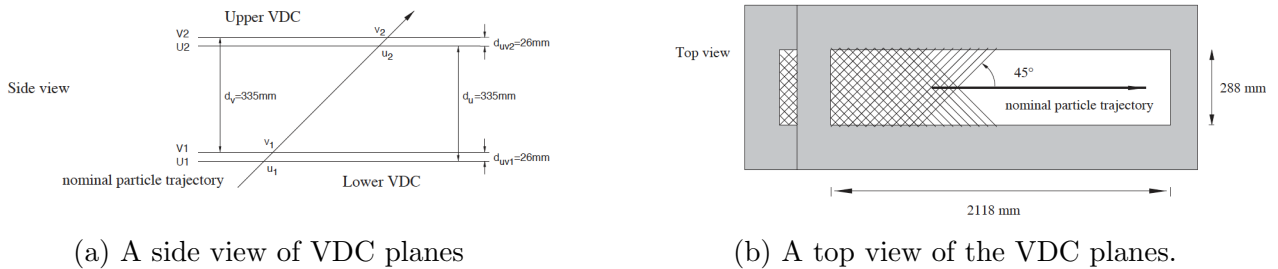 Upper VDC
V2
U2
v2
u2
d_uv2=26mm
Side view
d_v=335mm
d_u=335mm
V1
U1
v1
u1
d_uv1=26mm
nominal particle trajectory
Lower VDC
(a) A side view of VDC planes
Top view
45°
nominal particle trajectory
288 mm
2118 mm
(b) A top view of the VDC planes.